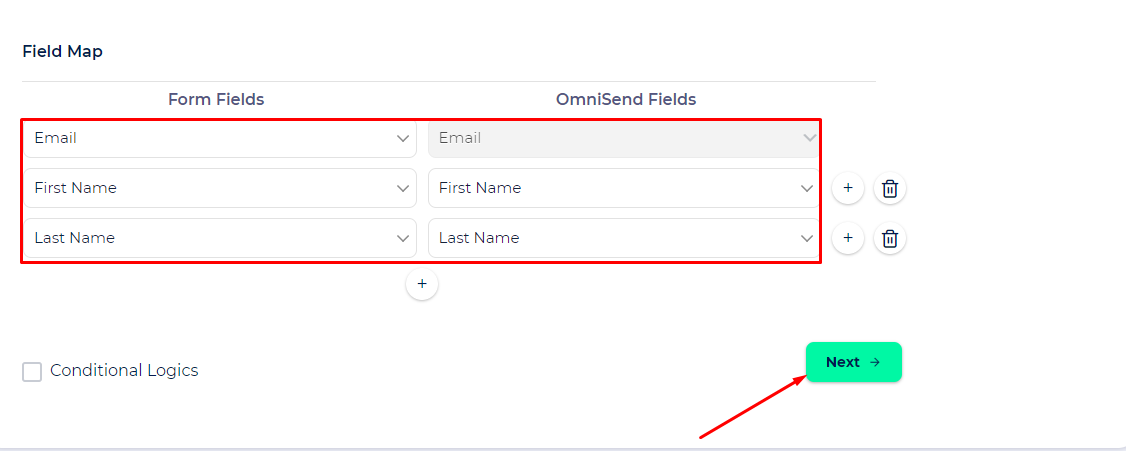 Field Map
Form Fields OmniSend Fields
Email Email
First Name First Name +
Last Name Last Name +
+
Conditional Logics
Next →